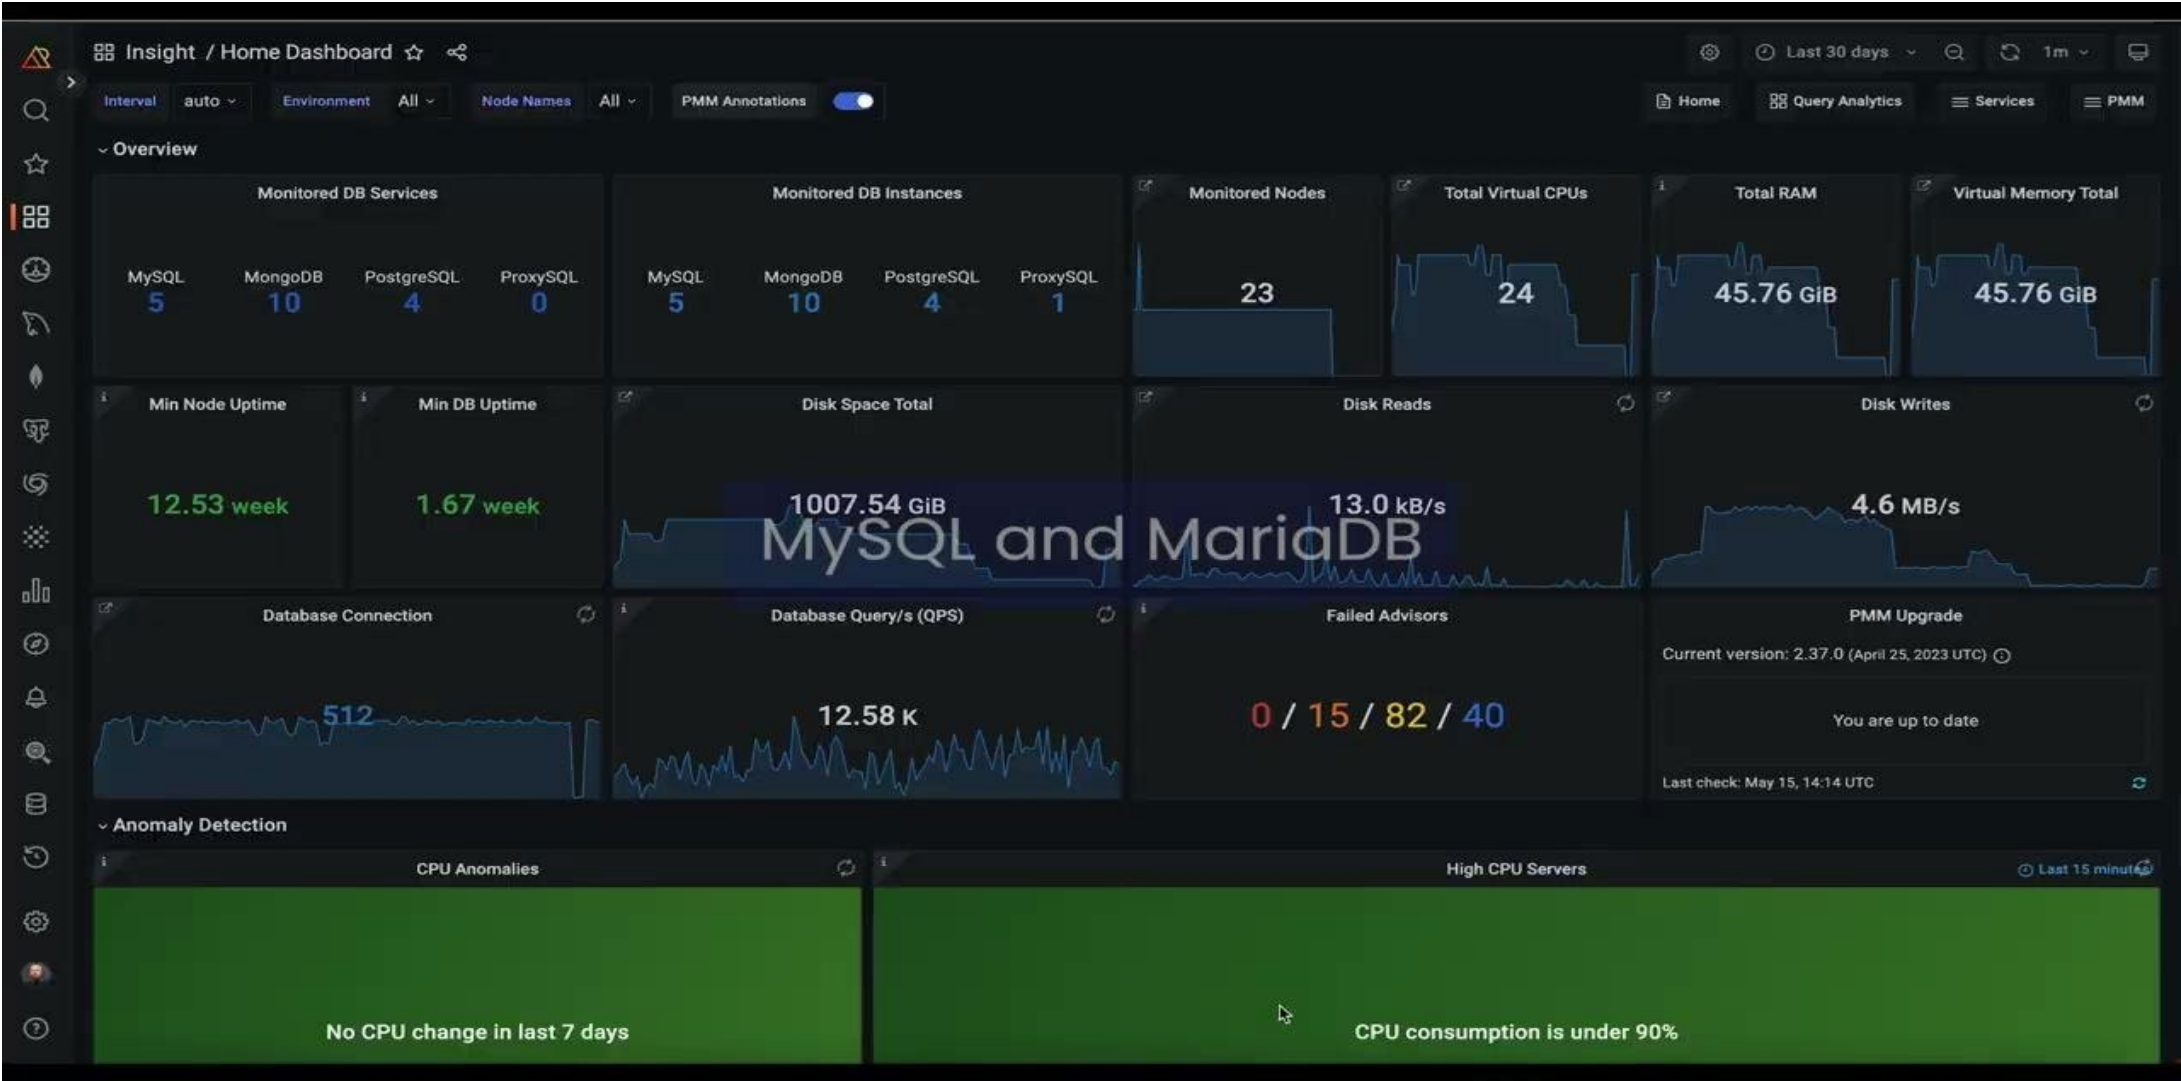 Insight / Home Dashboard
Last 30 days
1m
Interval auto Environment All Node Names All PMM Annotations
Home Query Analytics Services PMM
Overview
Monitored DB Services
MySQL MongoDB PostgreSQL ProxySQL
5 10 4 0
Monitored DB Instances
MySQL MongoDB PostgreSQL ProxySQL
5 10 4 1
Monitored Nodes
23
Total Virtual CPUs
24
Total RAM
45.76 GiB
Virtual Memory Total
45.76 GiB
Min Node Uptime
12.53 week
Min DB Uptime
1.67 week
Disk Space Total
1007.54 GiB
Disk Reads
13.0 kB/s
Disk Writes
4.6 MB/s
MySQL and MariaDB
Database Connection
512
Database Query/s (QPS)
12.58 K
Failed Advisors
0 / 15 / 82 / 40
PMM Upgrade
Current version: 2.37.0 (April 25, 2023 UTC)
You are up to date
Last check: May 15, 14:14 UTC
Anomaly Detection
CPU Anomalies
No CPU change in last 7 days
High CPU Servers
Last 15 minutes
CPU consumption is under 90%